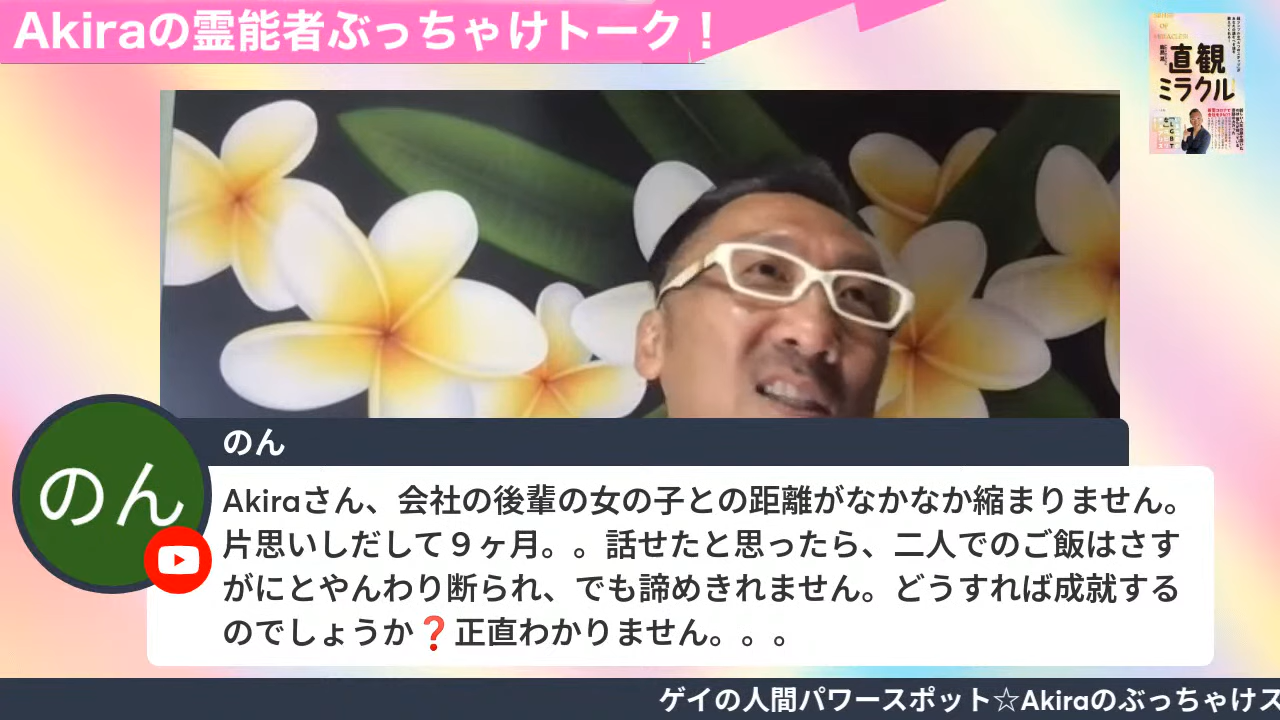 Akiraの霊能者ぶっちゃけトーク！
直観
ミラクル
のん
のん
Akiraさん、会社の後輩の女の子との距離がなかなか縮まりません。
片思いしだして９ヶ月。。話せたと思ったら、二人でのご飯はさす
がにとやんわり断られ、でも諦めきれません。どうすれば成就する
のでしょうか❓正直わかりません。。。
ゲイの人間パワースポット☆Akiraのぶっちゃけス